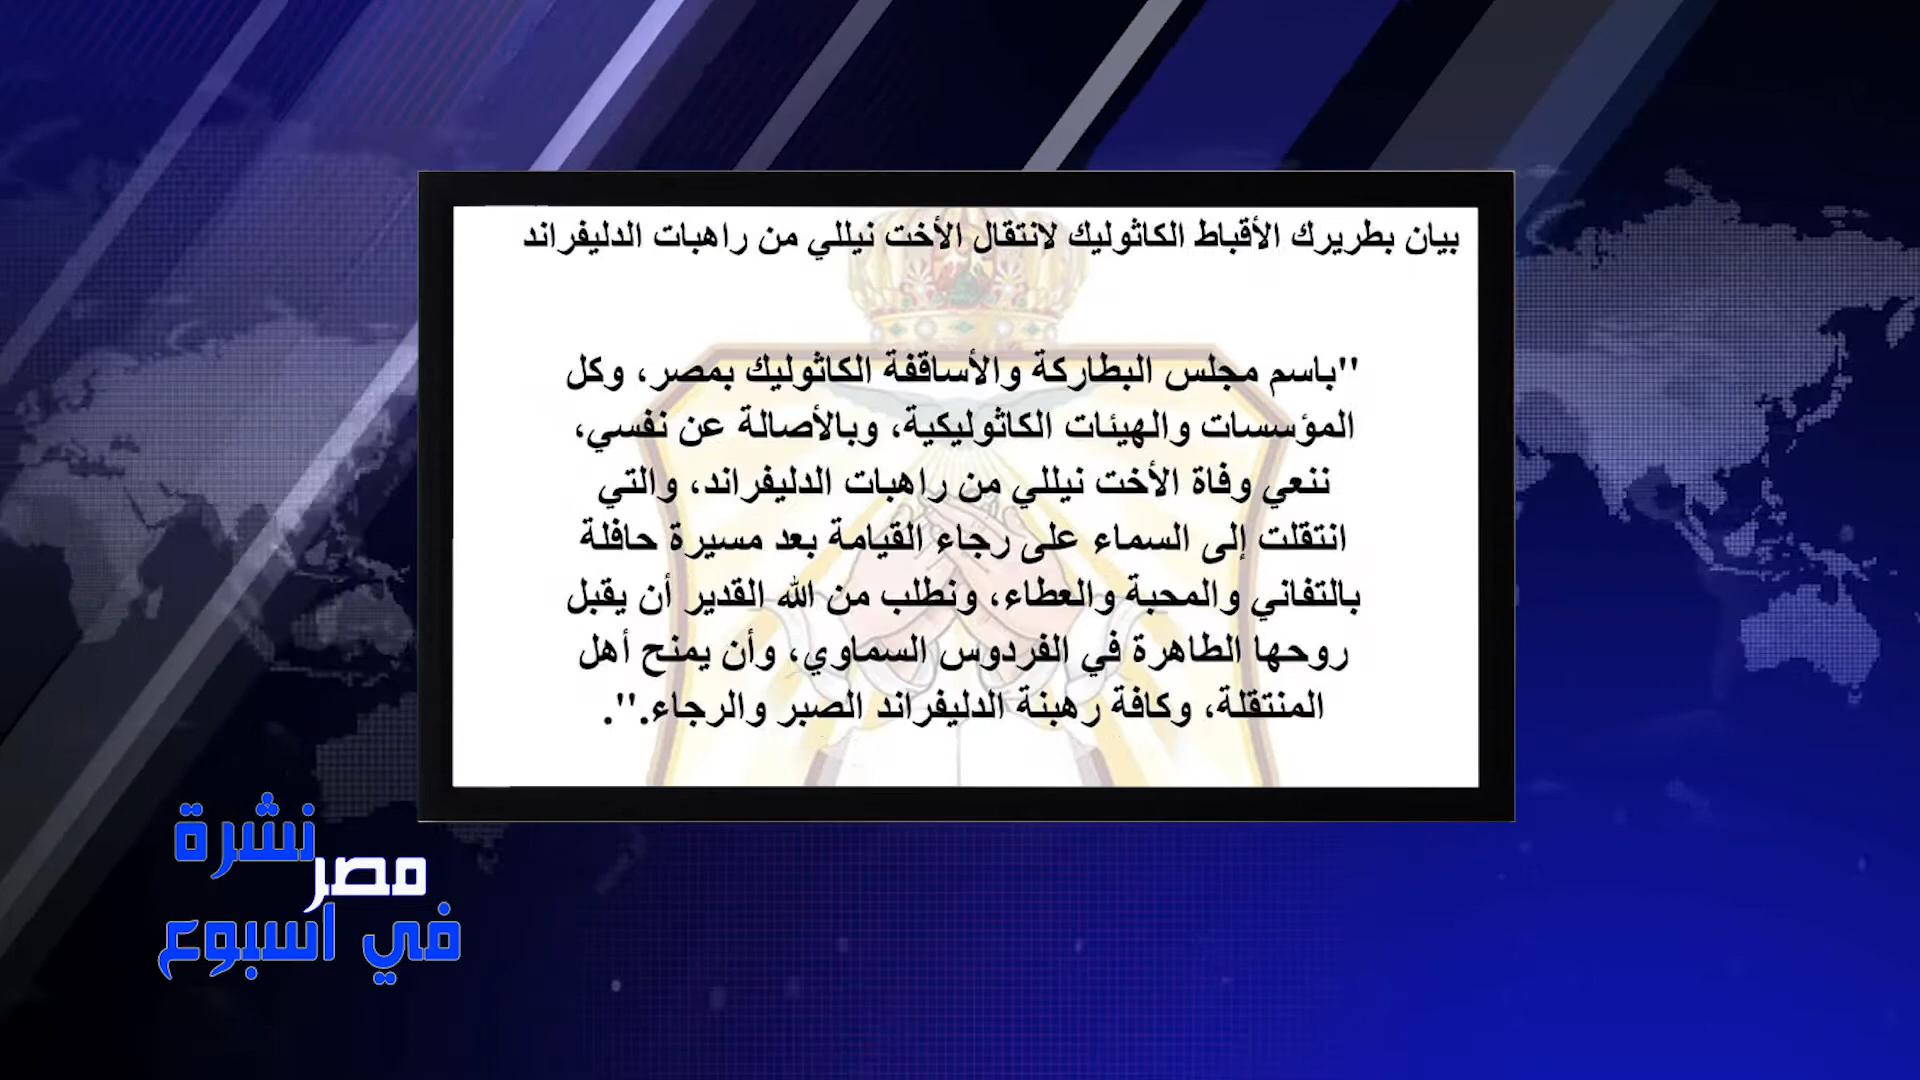 بيان بطريرك الأقباط الكاثوليك لانتقال الأخت نيللي من راهبات الدليفراند
"باسم مجلس البطاركة والأساقفة الكاثوليك بمصر، وكل
المؤسسات والهيئات الكاثوليكية، وبالأصالة عن نفسي،
ننعي وفاة الأخت نيللي من راهبات الدليفراند، والتي
انتقلت إلى السماء على رجاء القيامة بعد مسيرة حافلة
بالتفاني والمحبة والعطاء، ونطلب من الله القدير أن يقبل
روحها الطاهرة في الفردوس السماوي، وأن يمنح أهل
المنتقلة، وكافة رهبنة الدليفراند الصبر والرجاء.".
نشرة
مصر
في اسبوع